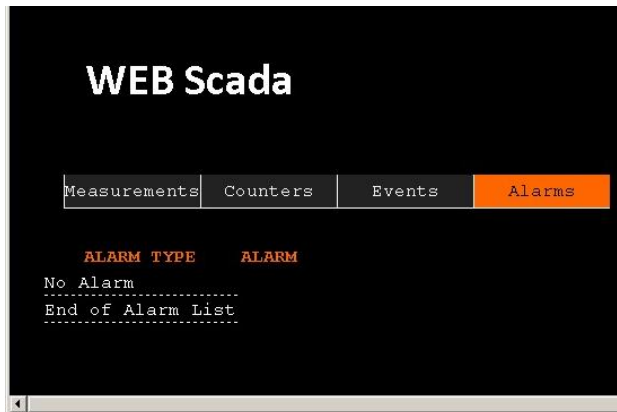 WEB Scada
Measurements Counters Events Alarms
ALARM TYPE ALARM
No Alarm
End of Alarm List